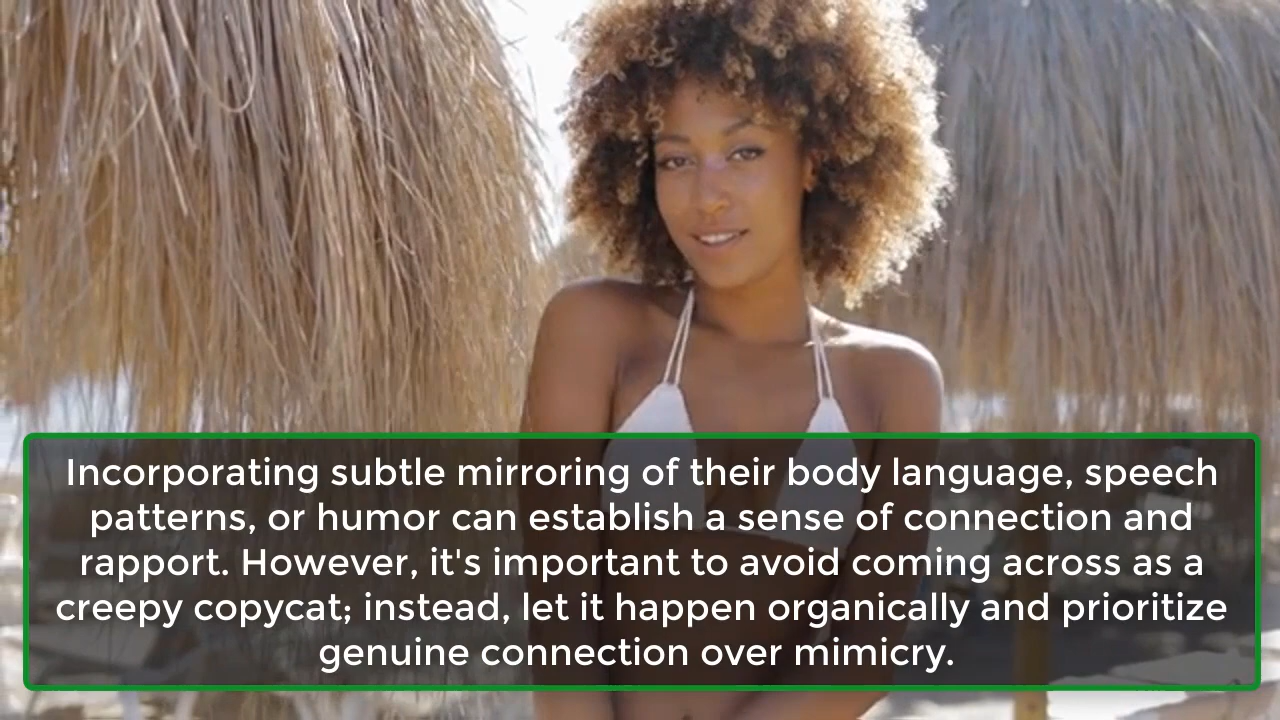 Incorporating subtle mirroring of their body language, speech
patterns, or humor can establish a sense of connection and
rapport. However, it's important to avoid coming across as a
creepy copycat; instead, let it happen organically and prioritize
genuine connection over mimicry.